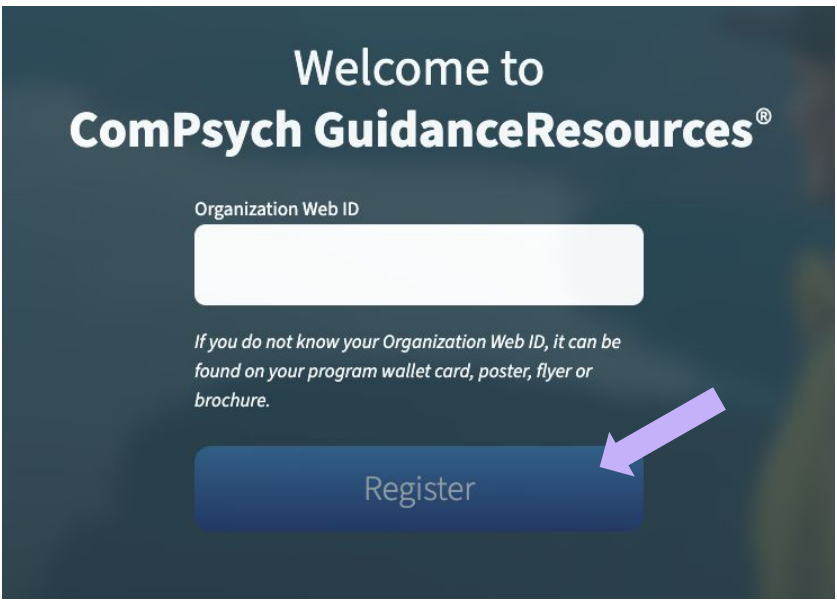 Welcome to
ComPsych GuidanceResources®
Organization Web ID
If you do not know your Organization Web ID, it can be
found on your program wallet card, poster, flyer or
brochure.
Register